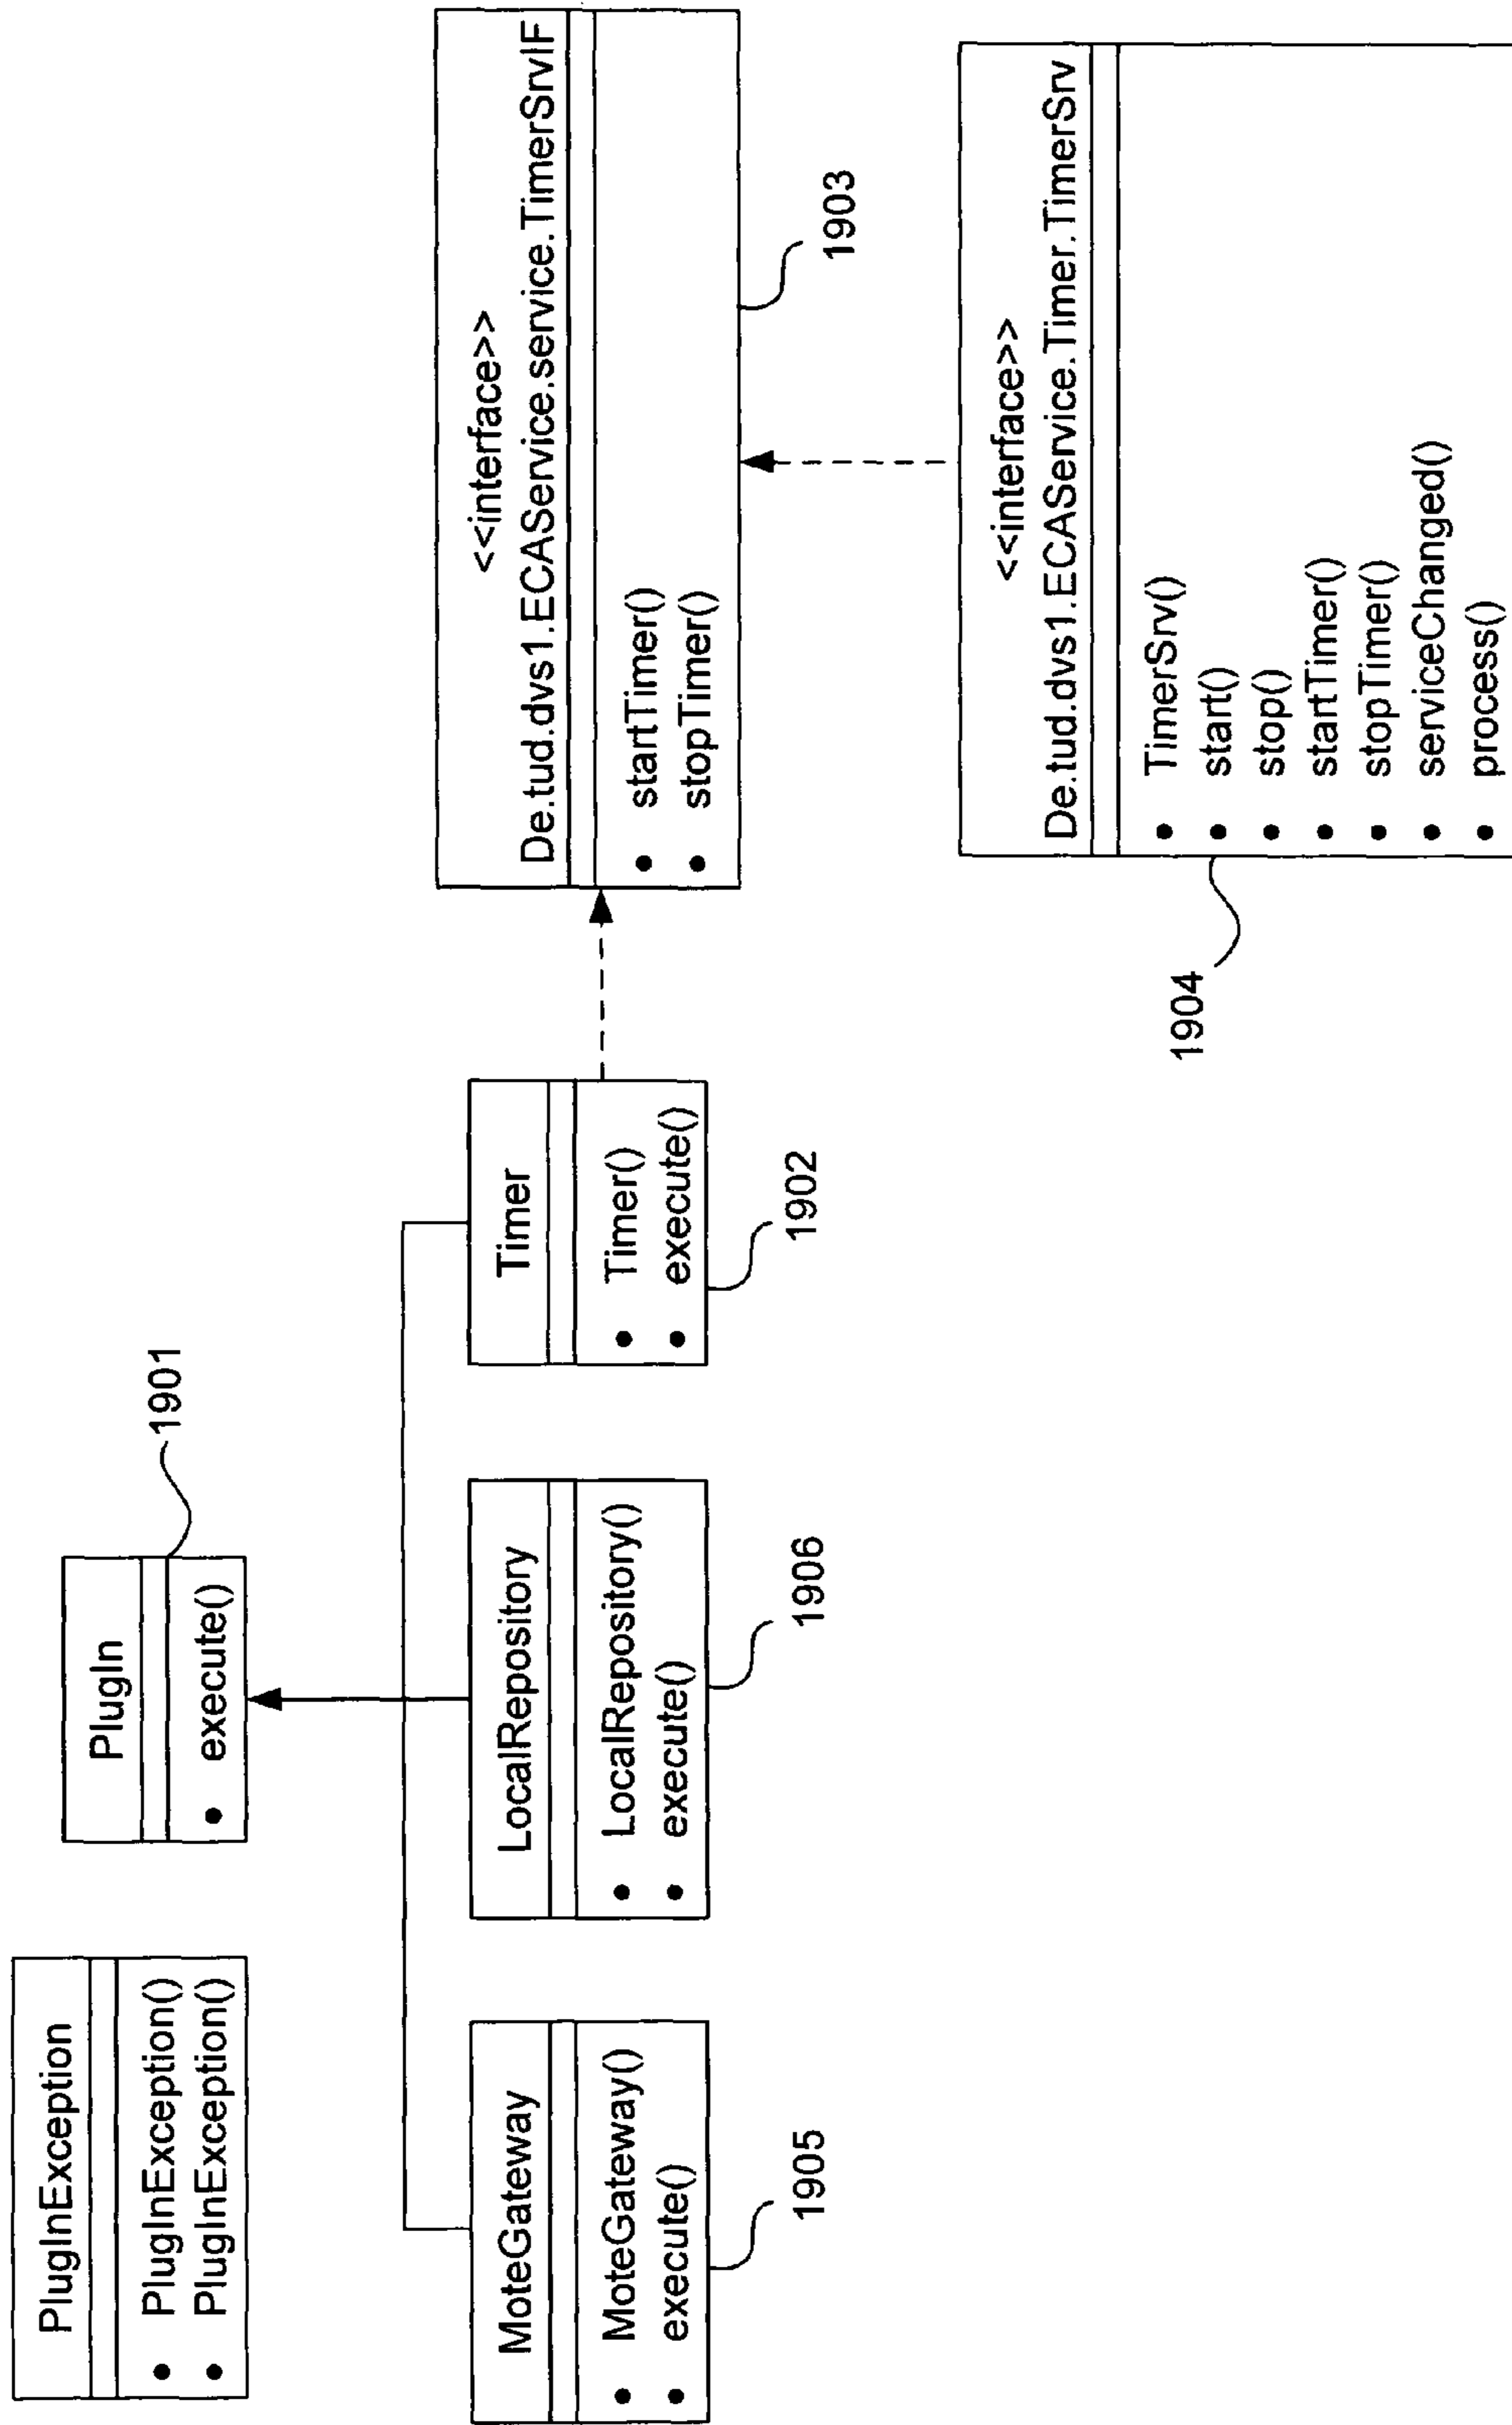 PlugInException
• PlugInException()
• PlugInException()
PlugIn
• execute()
1901
MoteGateway
• MoteGateway()
• execute()
1905
LocalRepository
• LocalRepository()
• execute()
1906
Timer
• Timer()
• execute()
1902
<<interface>>
De.tud.dvs1.ECAService.service.TimerSrvIF
• startTimer()
• stopTimer()
1903
<<interface>>
De.tud.dvs1.ECAService.Timer.TimerSrv
• TimerSrv()
• start()
• stop()
• startTimer()
• stopTimer()
• serviceChanged()
• process()
1904